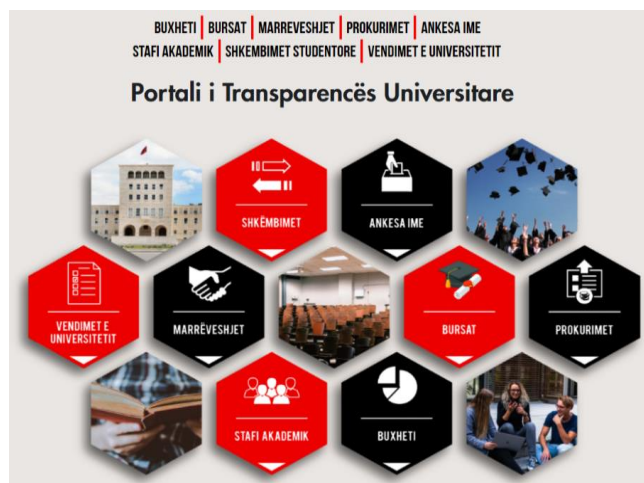 BUXHETI | BURSAT | MARREVESHJET | PROKURIMET | ANKESA IME
STAFI AKADEMIK | SHKEMBIMET STUDENTORE | VENDIMET E UNIVERSITETIT
Portali i Transparencës Universitare
SHKËMBIMET
ANKESA IME
VENDIMET E
UNIVERSITETIT
MARRËVESHJET
BURSAT
PROKURIMET
STAFI AKADEMIK
BUXHETI